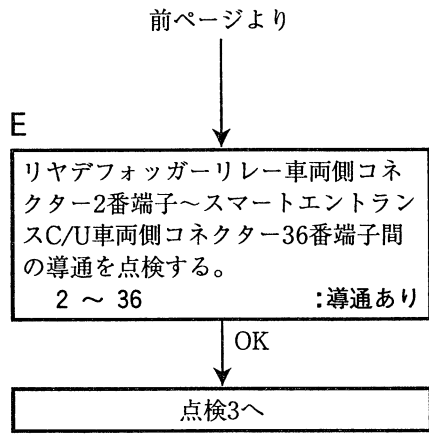 前ページより
E
リヤデフォッガーリレー車両側コネ
クター2番端子～スマートエントラン
スC/U車両側コネクター36番端子間
の導通を点検する。
2 ～ 36 :導通あり
OK
点検3へ